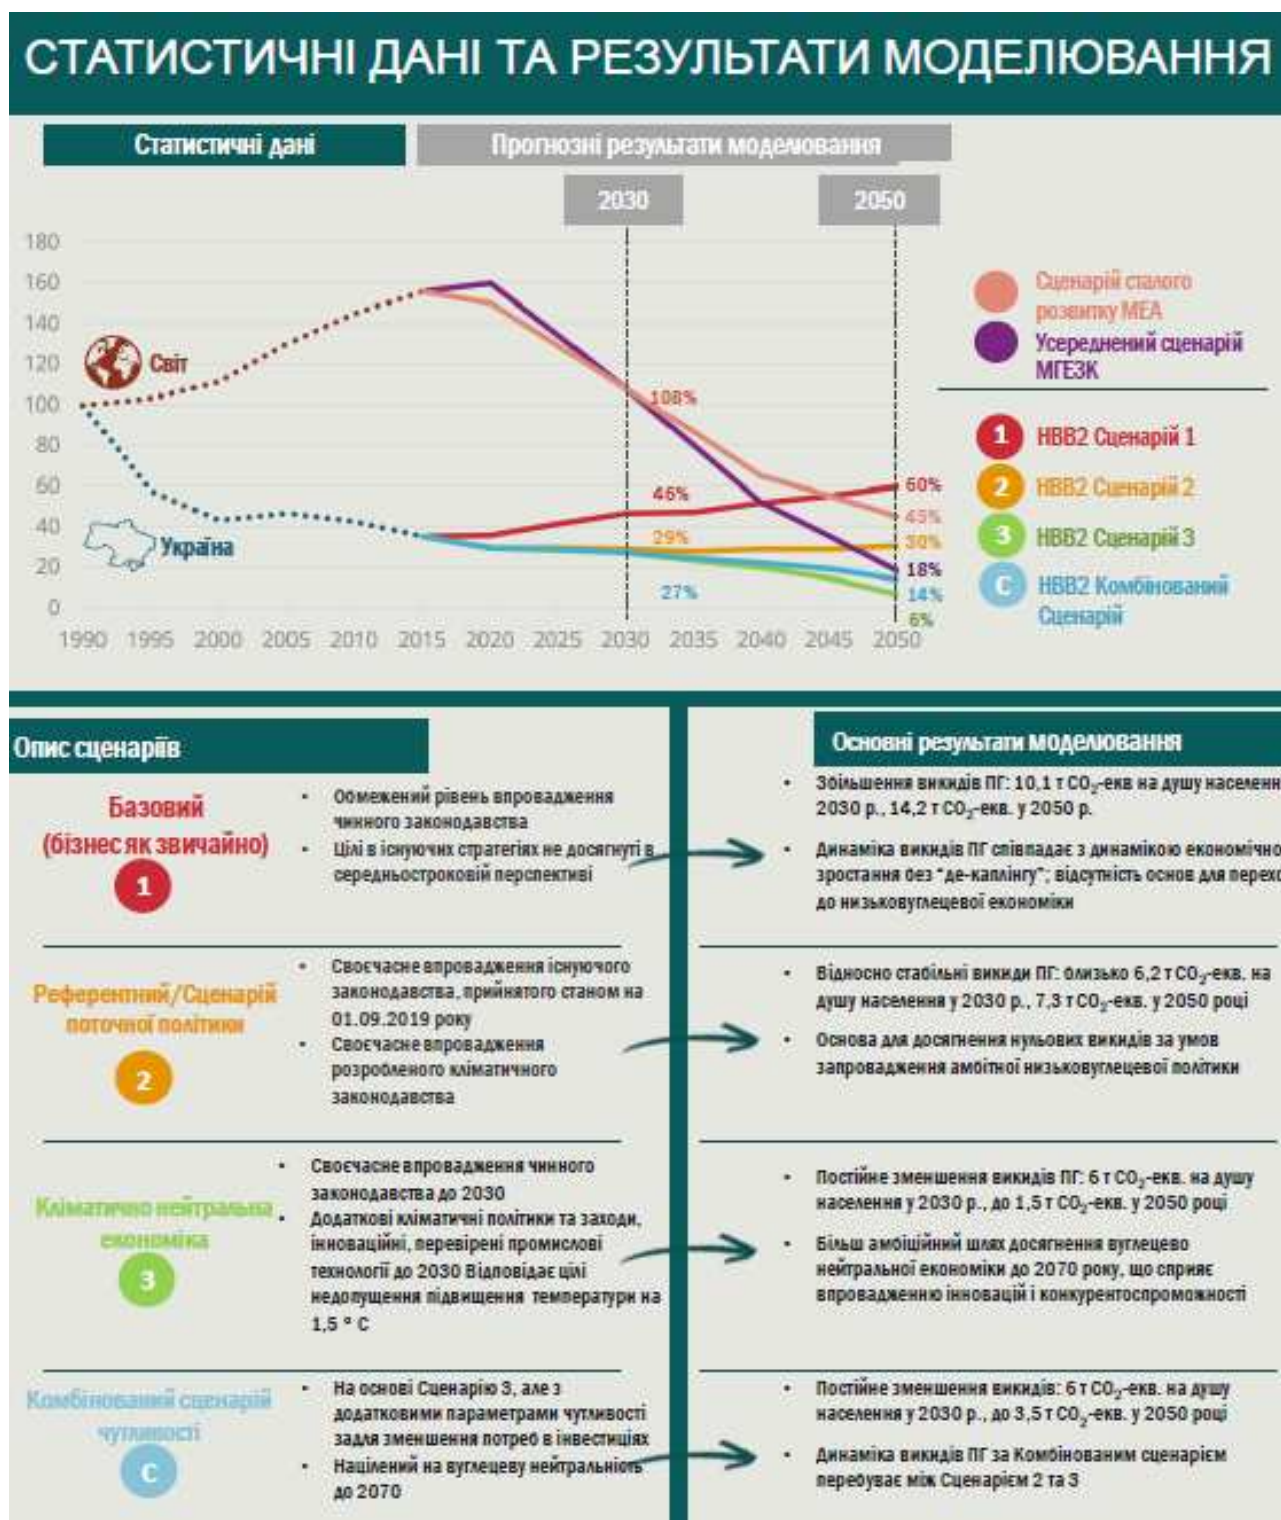 СТАТИСТИЧНІ ДАНІ ТА РЕЗУЛЬТАТИ МОДЕЛЮВАННЯ
Статистичні дані
Прогнозні результати моделювання
2030
2050
180
160
140
120
100
80
60
40
20
0
1990 1995 2000 2005 2010 2015 2020 2025 2030 2035 2040 2045 2050
Світ
Україна
108%
46%
29%
27%
60%
45%
30%
18%
14%
6%
Сценарій сталого
розвитку МЕА
Усереднений сценарій
МГЕЗК
1 НВВ2 Сценарій 1
2 НВВ2 Сценарій 2
3 НВВ2 Сценарій 3
С НВВ2 Комбінований
Сценарій
Опис сценаріїв
Базовий
(бізнес як звичайно)
1
• Обмежений рівень впровадження
чинного законодавства
• Цілі в існуючих стратегіях не досягнуті в
середньостроковій перспективі
Референтний/Сценарій
поточної політики
2
• Своєчасне впровадження існуючого
законодавства, прийнятого станом на
01.09.2019 року
• Своєчасне впровадження
розробленого кліматичного
законодавства
Кліматично нейтральна
економіка
3
• Своєчасне впровадження чинного
законодавства до 2030
• Додаткові кліматичні політики та заходи,
інноваційні, перевірені промислові
технології до 2030 Відповідає цілі
недопущення підвищення температури на
1,5 ° С
Комбінований сценарій
чутливості
С
• На основі Сценарію 3, але з
додатковими параметрами чутливості
задля зменшення потреб в інвестиціях
• Націлений на вуглецеву нейтральність
до 2070
Основні результати моделювання
• Збільшення викидів ПГ: 10,1 т CO₂-екв на душу населенн
2030 р., 14,2 т CO₂-екв. у 2050 р.
• Динаміка викидів ПГ співпадає з динамікою економічно
зростання без "де-каплінгу"; відсутність основ для перехо
до низьковуглецевої економіки
• Відносно стабільні викиди ПГ: близько 6,2 т CO₂-екв. на
душу населення у 2030 р., 7,3 т CO₂-екв. у 2050 році
• Основа для досягнення нульових викидів за умов
запровадження амбітної низьковуглецевої політики
• Постійне зменшення викидів ПГ: 6 т CO₂-екв. на душу
населення у 2030 р., до 1,5 т CO₂-екв. у 2050 році
• Більш амбіційний шлях досягнення вуглецево
нейтральної економіки до 2070 року, що сприяє
впровадженню інновацій і конкурентоспроможності
• Постійне зменшення викидів: 6 т CO₂-екв. на душу
населення у 2030 р., до 3,5 т CO₂-екв. у 2050 році
• Динаміка викидів ПГ за Комбінованим сценарієм
перебуває між Сценарієм 2 та 3